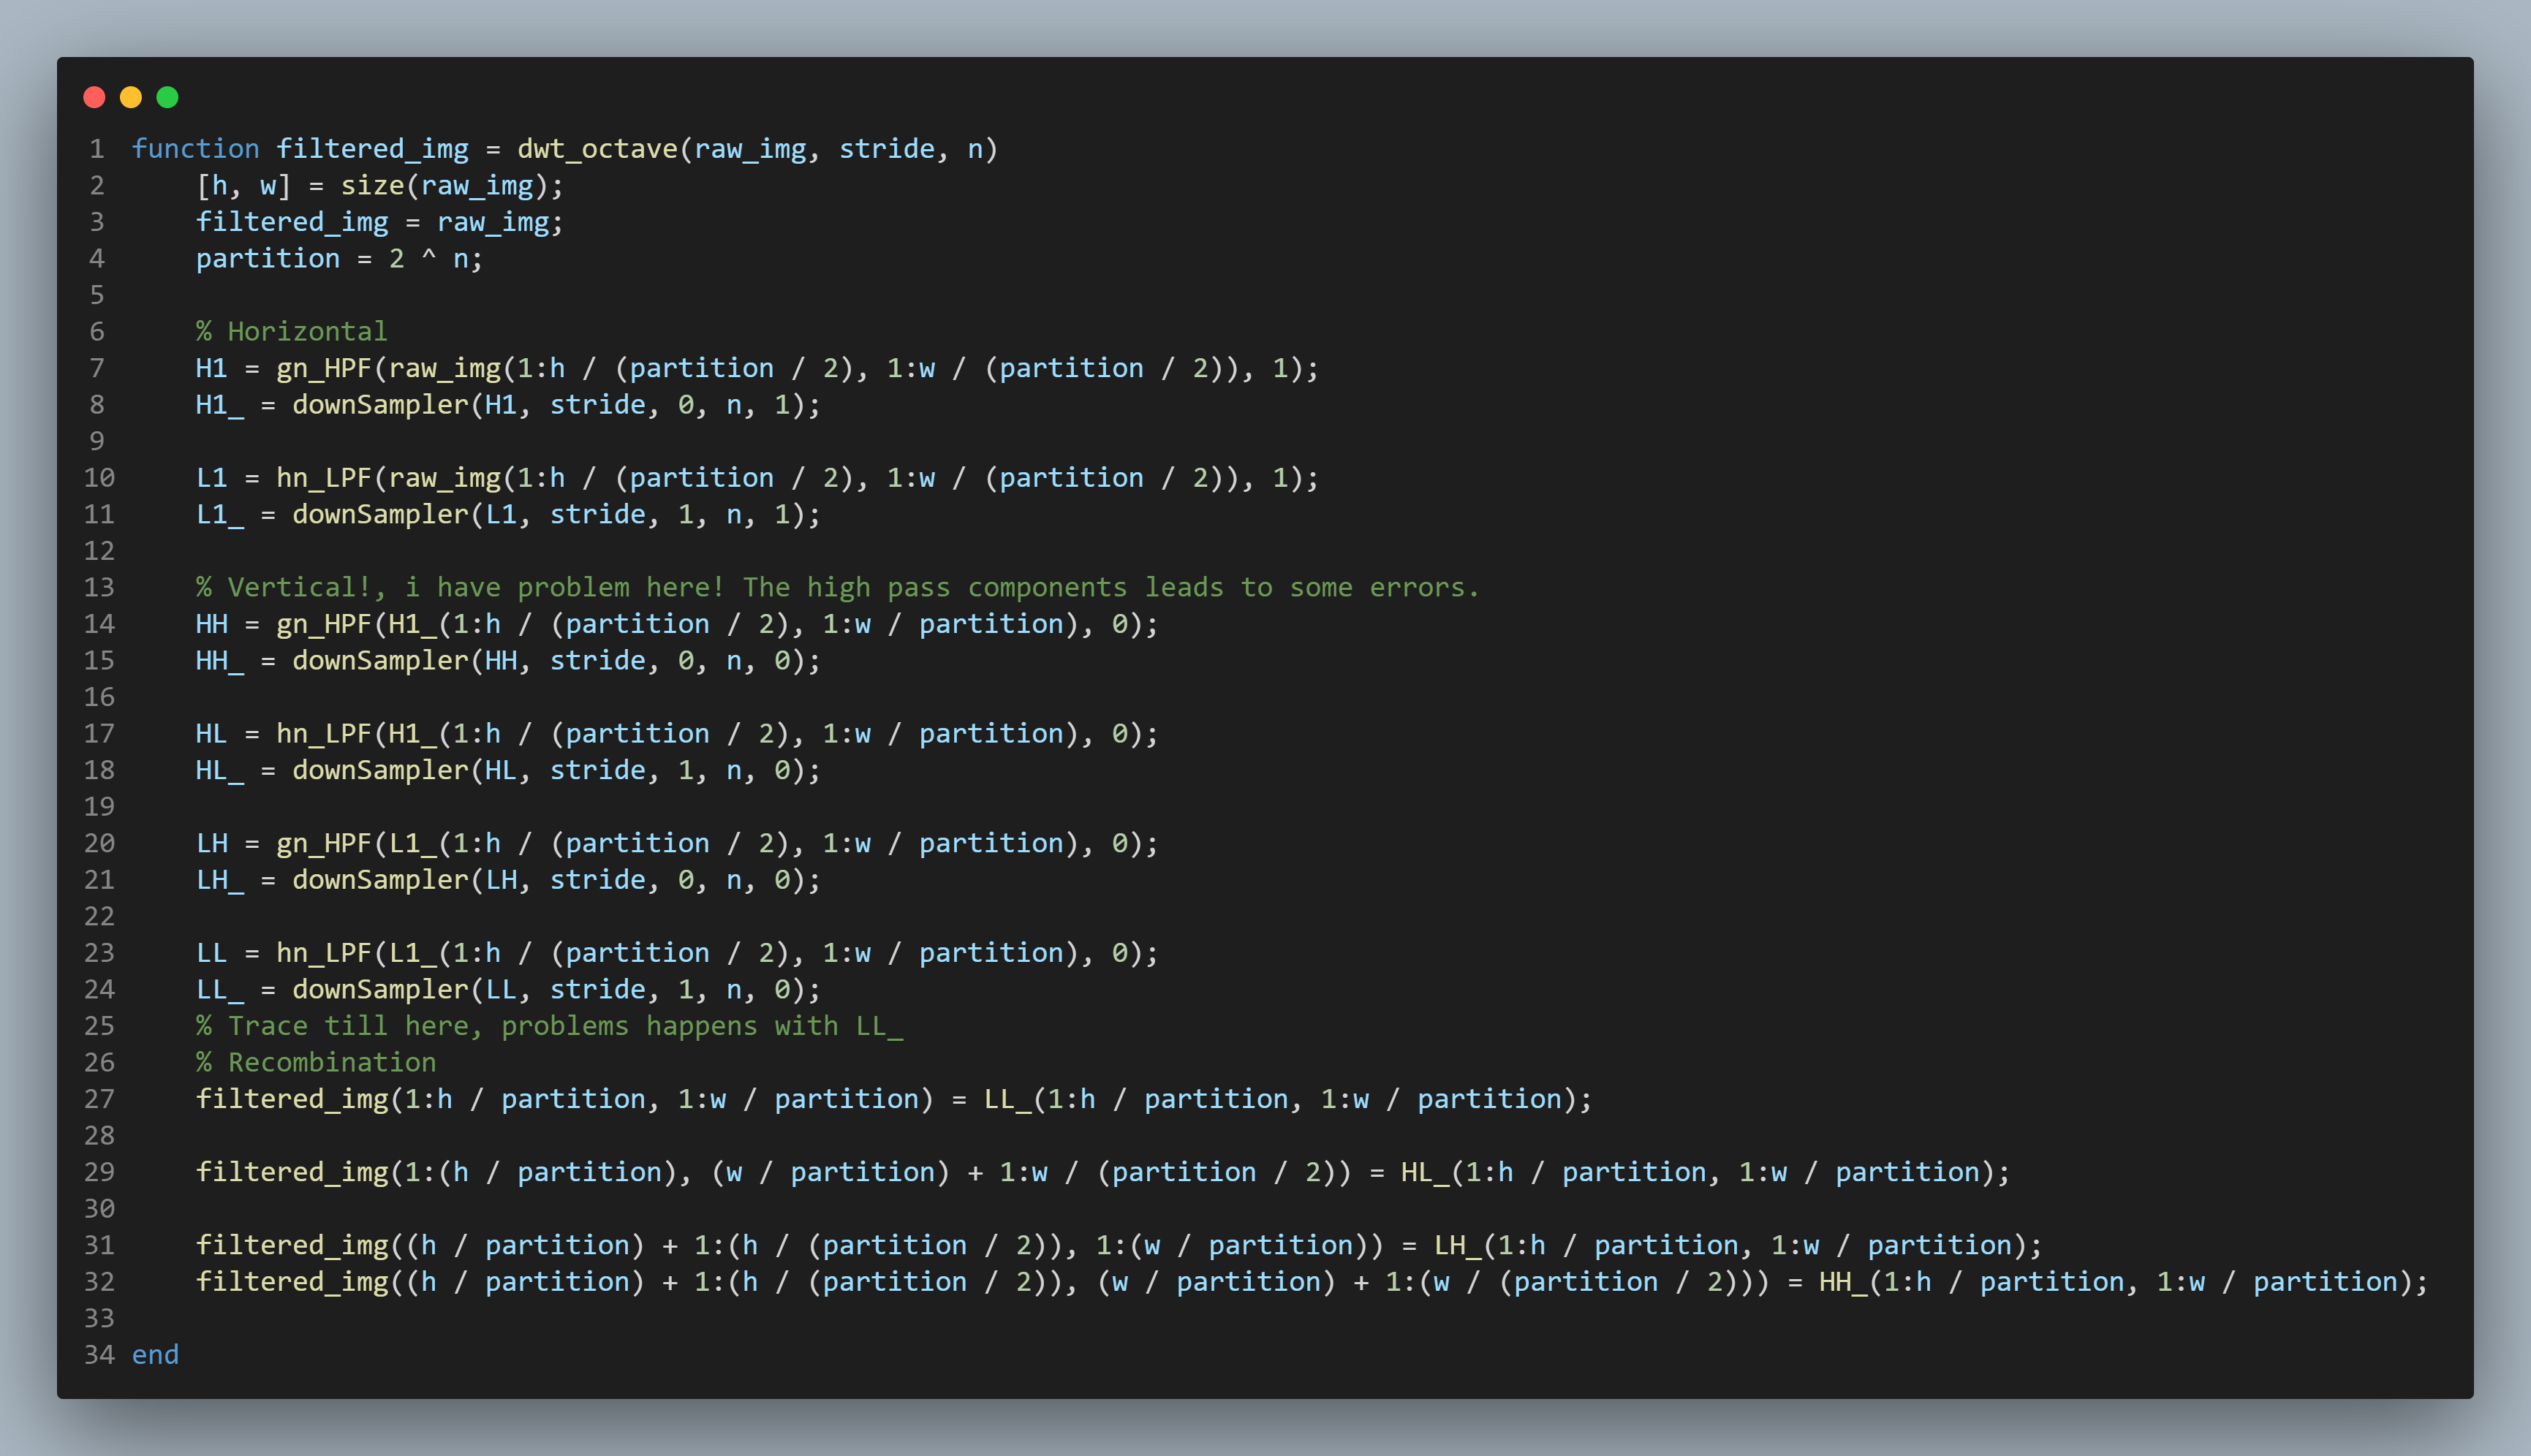 1 function filtered_img = dwt_octave(raw_img, stride, n)
2     [h, w] = size(raw_img);
3     filtered_img = raw_img;
4     partition = 2 ^ n;
5
6     % Horizontal
7     H1 = gn_HPF(raw_img(1:h / (partition / 2), 1:w / (partition / 2)), 1);
8     H1_ = downSampler(H1, stride, 0, n, 1);
9
10     L1 = hn_LPF(raw_img(1:h / (partition / 2), 1:w / (partition / 2)), 1);
11     L1_ = downSampler(L1, stride, 1, n, 1);
12
13     % Vertical!, i have problem here! The high pass components leads to some errors.
14     HH = gn_HPF(H1_(1:h / (partition / 2), 1:w / partition), 0);
15     HH_ = downSampler(HH, stride, 0, n, 0);
16
17     HL = hn_LPF(H1_(1:h / (partition / 2), 1:w / partition), 0);
18     HL_ = downSampler(HL, stride, 1, n, 0);
19
20     LH = gn_HPF(L1_(1:h / (partition / 2), 1:w / partition), 0);
21     LH_ = downSampler(LH, stride, 0, n, 0);
22
23     LL = hn_LPF(L1_(1:h / (partition / 2), 1:w / partition), 0);
24     LL_ = downSampler(LL, stride, 1, n, 0);
25     % Trace till here, problems happens with LL_
26     % Recombination
27     filtered_img(1:h / partition, 1:w / partition) = LL_(1:h / partition, 1:w / partition);
28
29     filtered_img(1:(h / partition), (w / partition) + 1:w / (partition / 2)) = HL_(1:h / partition, 1:w / partition);
30
31     filtered_img((h / partition) + 1:(h / (partition / 2)), 1:(w / partition)) = LH_(1:h / partition, 1:w / partition);
32     filtered_img((h / partition) + 1:(h / (partition / 2)), (w / partition) + 1:(w / (partition / 2))) = HH_(1:h / partition, 1:w / partition);
33
34 end